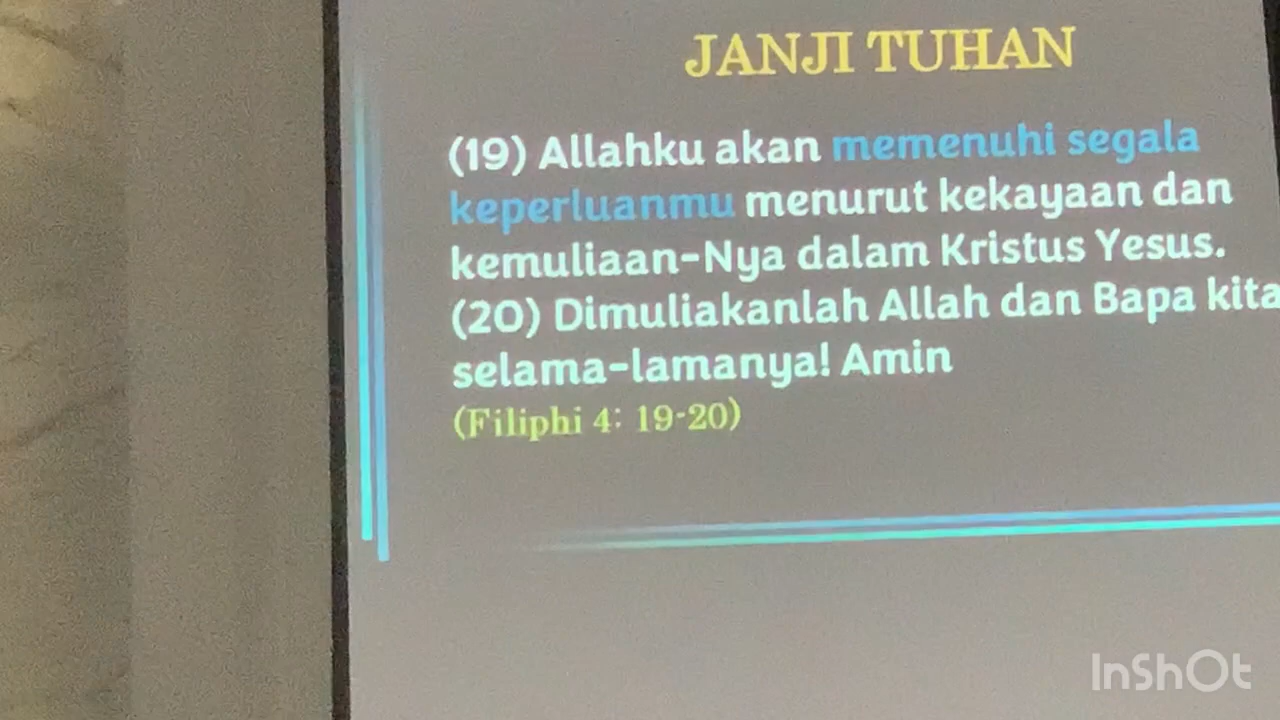 JANJI TUHAN
(19) Allahku akan memenuhi segala
keperluanmu menurut kekayaan dan
kemuliaan-Nya dalam Kristus Yesus.
(20) Dimuliakanlah Allah dan Bapa kita
selama-lamanya! Amin
(Filiphi 4: 19-20)
InShOt